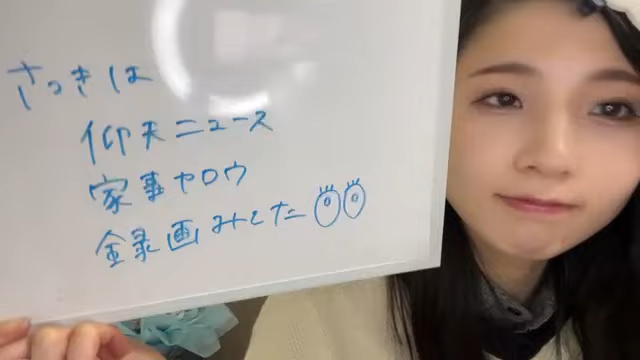 さっきは
仰天ニュース
家事ヤロウ
録画みてた